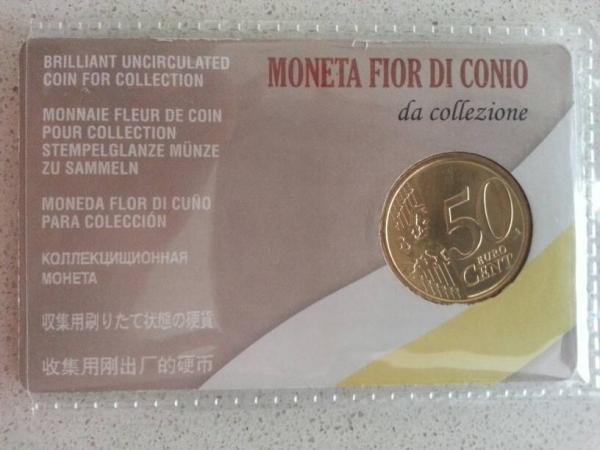 BRILLIANT UNCIRCULATED
COIN FOR COLLECTION
MONNAIE FLEUR DE COIN
POUR COLLECTION
STEMPELGLANZE MÜNZE
ZU SAMMELN
MONEDA FLOR DI CUÑO
PARA COLECCIÓN
КОЛЛЕКЦИЩИОННАЯ
МОНЕТА
収集用刷りたて状態の硬貨
收集用刚出厂的硬币
MONETA FIOR DI CONIO
da collezione
50
EURO
CENT